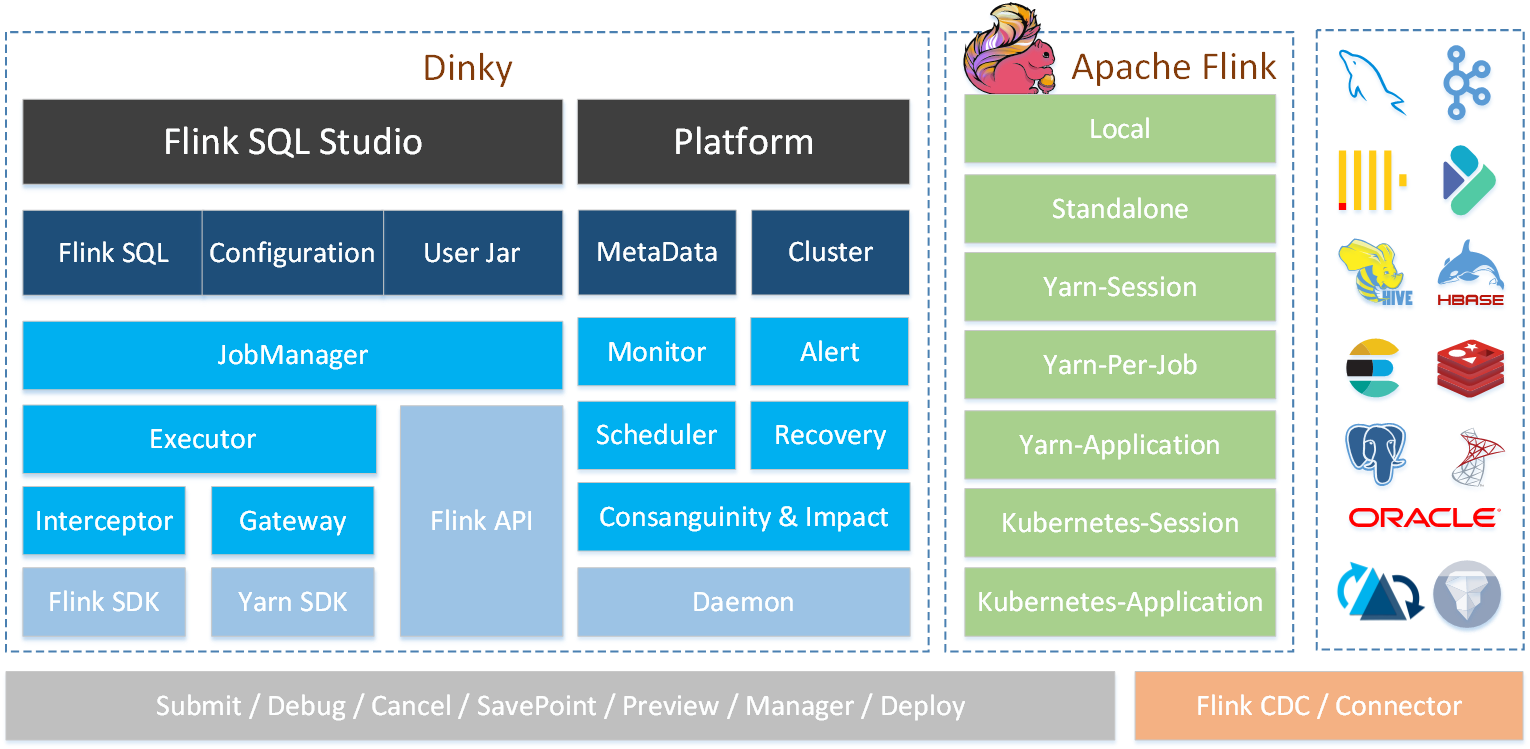 Dinky
Flink SQL Studio
Platform
Flink SQL
Configuration
User Jar
MetaData
Cluster
JobManager
Monitor
Alert
Executor
Flink API
Scheduler
Recovery
Interceptor
Gateway
Consanguinity & Impact
Flink SDK
Yarn SDK
Daemon
Apache Flink
Local
Standalone
Yarn-Session
Yarn-Per-Job
Yarn-Application
Kubernetes-Session
Kubernetes-Application
HIVE
HBASE
ORACLE
Submit / Debug / Cancel / SavePoint / Preview / Manager / Deploy
Flink CDC / Connector